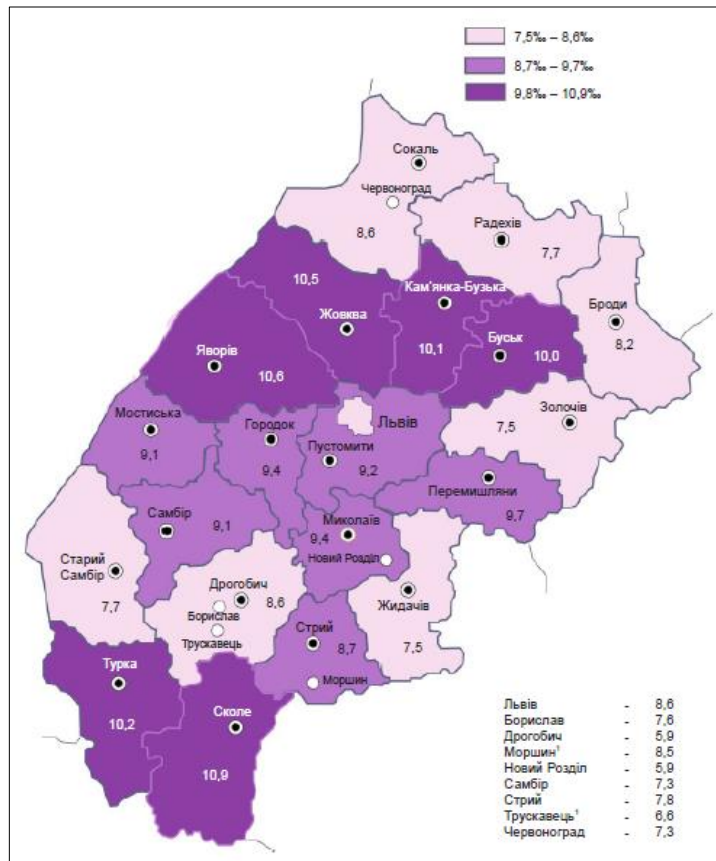 7,5‰ – 8,6‰
8,7‰ – 9,7‰
9,8‰ – 10,9‰
Сокаль
Червоноград
8,6
Радехів
7,7
10,5
Кам'янка-Бузька
Броди
Жовква
10,1
Буськ
10,0
8,2
Яворів
10,6
Мостиська
9,1
Городок
9,4
Львів
Пустомити
9,2
Золочів
7,5
Перемишляни
9,7
Самбір
9,1
Миколаїв
9,4
Новий Розділ
Старий
Самбір
7,7
Дрогобич
8,6
Борислав
Трускавець
Жидачів
7,5
Стрий
8,7
Моршин
Турка
10,2
Сколе
10,9
Львів - 8,6
Борислав - 7,6
Дрогобич - 5,9
Моршин¹ - 8,5
Новий Розділ - 5,9
Самбір - 7,3
Стрий - 7,8
Трускавець¹ - 6,6
Червоноград - 7,3